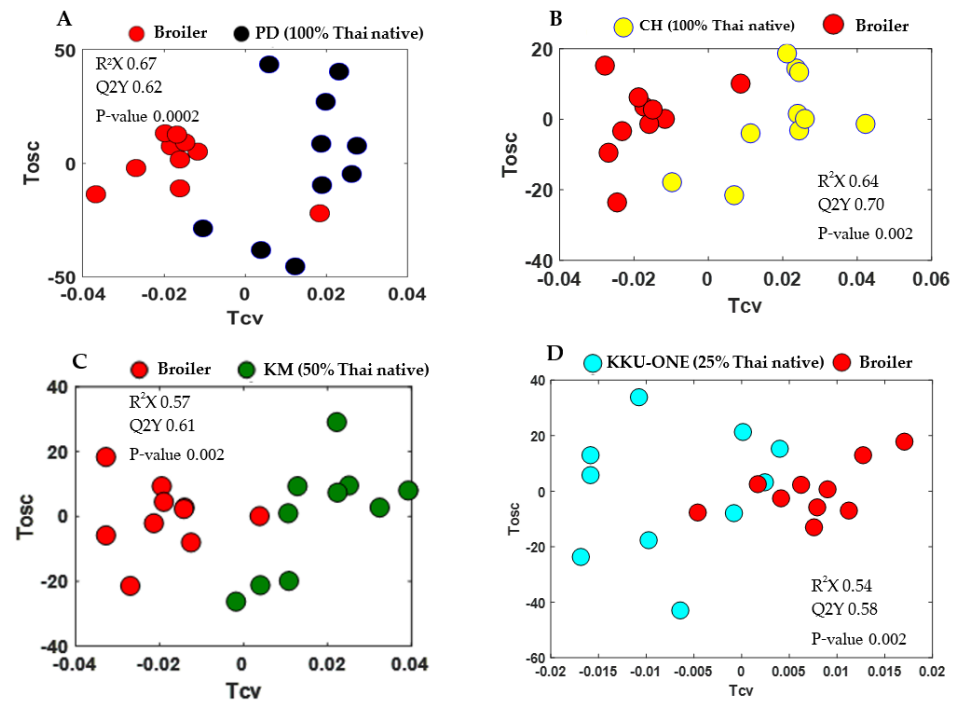 A
Broiler PD (100% Thai native)
R²X 0.67
Q2Y 0.62
P-value 0.0002
50
0
-50
Tosc
-0.04 -0.02 0 0.02 0.04
Tcv
B
CH (100% Thai native) Broiler
20
0
-20
-40
Tosc
R²X 0.64
Q2Y 0.70
P-value 0.002
-0.04 -0.02 0 0.02 0.04 0.06
Tcv
C
Broiler KM (50% Thai native)
R²X 0.57
Q2Y 0.61
P-value 0.002
40
20
0
-20
-40
Tosc
-0.04 -0.02 0 0.02 0.04
Tcv
D
KKU-ONE (25% Thai native) Broiler
40
20
0
-20
-40
-60
Tosc
R²X 0.54
Q2Y 0.58
P-value 0.002
-0.02 -0.015 -0.01 -0.005 0 0.005 0.01 0.015 0.02
Tcv